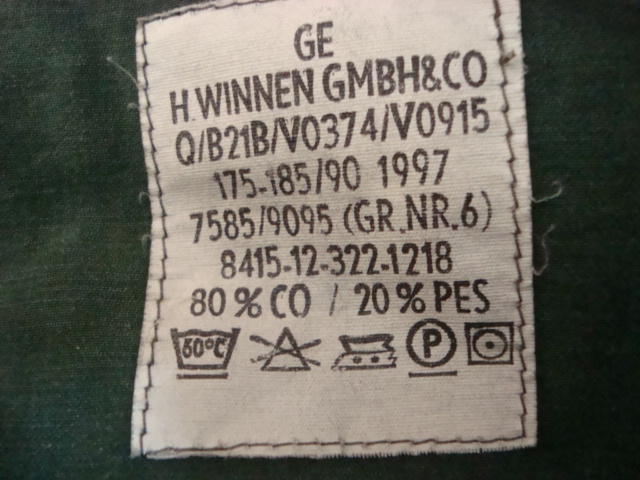 GE
H.WINNEN GMBH&CO
Q/B21B/V0374/V0915
175-185/90 1997
7585/9095 (GR.NR.6)
8415-12-322-1218
80 % CO / 20 % PES
60°C P